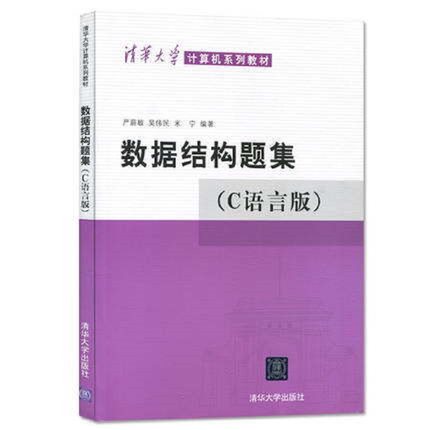 清华大学 计算机系列教材
严蔚敏 吴伟民 米 宁 编著
数据结构题集
(C语言版)
清华大学出版社
清华大学计算机系列教材
数据结构题集(C语言版)
清华大学出版社